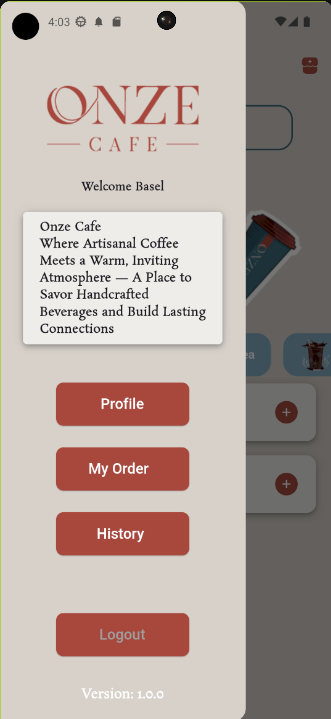 4:03
ONZE
CAFE
Welcome Basel
Onze Cafe
Where Artisanal Coffee
Meets a Warm, Inviting
Atmosphere — A Place to
Savor Handcrafted
Beverages and Build Lasting
Connections
Profile
My Order
History
Logout
Version: 1.0.0
ea